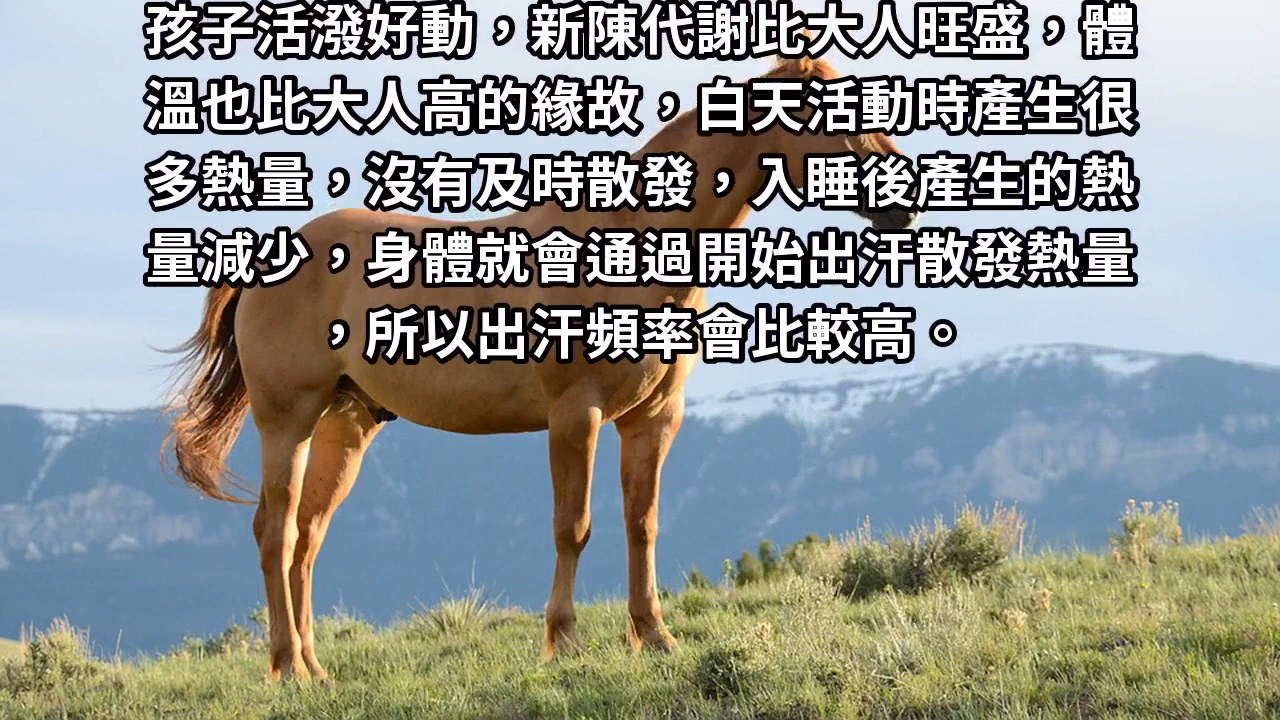 孩子活潑好動，新陳代謝比大人旺盛，體
溫也比大人高的緣故，白天活動時產生很
多熱量，沒有及時散發，入睡後產生的熱
量減少，身體就會通過開始出汗散發熱量
，所以出汗頻率會比較高。